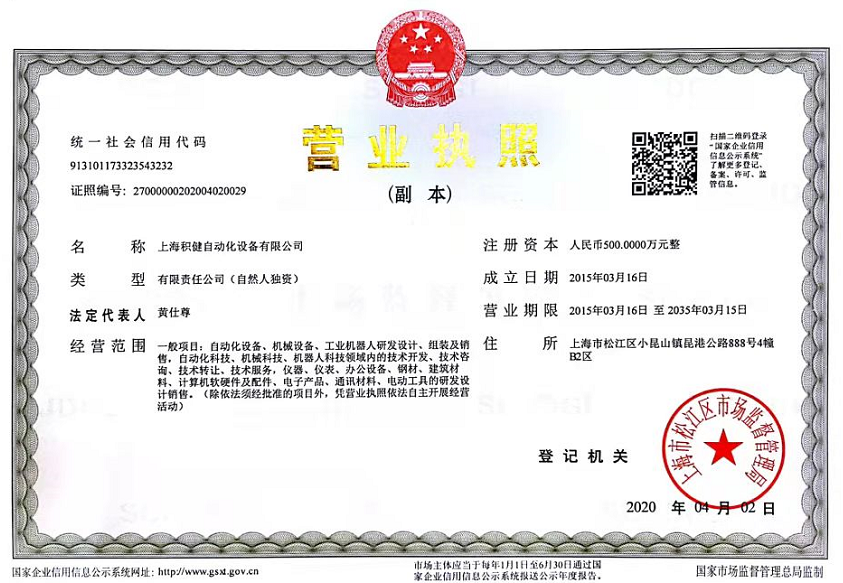 统一社会信用代码
913101173323543232
证照编号：27000000202004020029
营业执照
（副 本）
扫描二维码登录
“国家企业信用
信息公示系统”
了解更多登记、
备案、许可、监
管信息。
名 称 上海积健自动化设备有限公司
类 型 有限责任公司（自然人独资）
法定代表人 黄仕尊
经营范围 一般项目：自动化设备、机械设备、工业机器人研发设计、组装及销
售，自动化科技、机械科技、机器人科技领域内的技术开发、技术咨
询、技术转让、技术服务，仪器、仪表、办公设备、钢材、建筑材
料、计算机软硬件及配件、电子产品、通讯材料、电动工具的研发设
计销售。（除依法须经批准的项目外，凭营业执照依法自主开展经营
活动）
注册资本 人民币500.0000万元整
成立日期 2015年03月16日
营业期限 2015年03月16日 至 2035年03月15日
住 所 上海市松江区小昆山镇昆港公路888号4幢
B2区
登记机关
上海市松江区市场监督管理局
2020 年 04 月 02 日
国家企业信用信息公示系统网址：http://www.gsxt.gov.cn
市场主体应当于每年1月1日至6月30日通过国
家企业信用信息公示系统报送公示年度报告。
国家市场监督管理总局监制